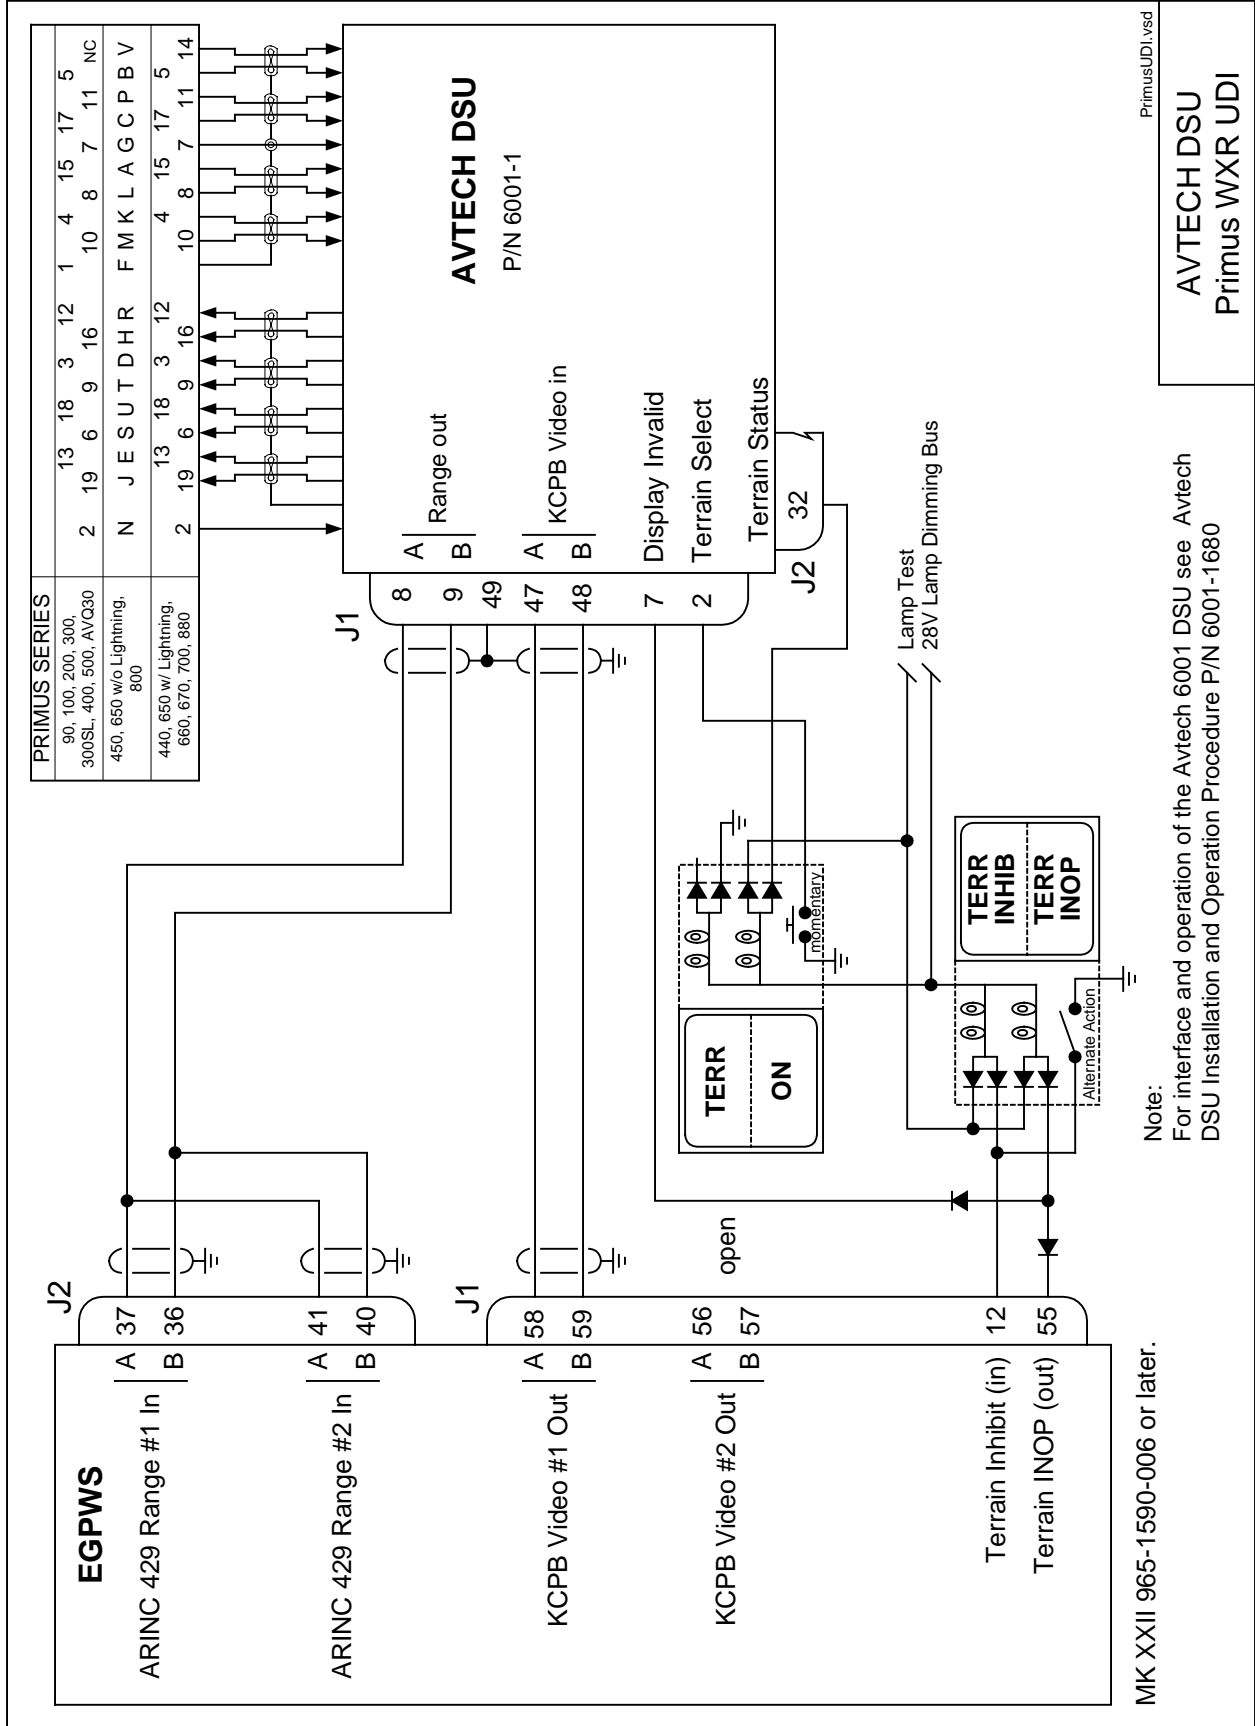 PRIMUS SERIES
90, 100, 200, 300,
300SL, 400, 500, AVQ30
2 19 13 6 18 9 3 16 12 1 10 4 8 15 7 17 11 5 NC
450, 650 w/o Lightning,
800
N J E S U T D H R F M K L A G C P B V
440, 650 w/ Lightning,
660, 670, 700, 880
2 19 13 6 18 9 3 16 12 10 4 8 15 7 17 11 5 14
EGPWS
J2
ARINC 429 Range #1 In
A 37
B 36
ARINC 429 Range #2 In
A 41
B 40
J1
KCPB Video #1 Out
A 58
B 59
KCPB Video #2 Out
A 56
B 57
open
Terrain Inhibit (in) 12
Terrain INOP (out) 55
J1
8 A
9 B
Range out
49
47 A
48 B
KCPB Video in
7 Display Invalid
2 Terrain Select
Terrain Status
J2
32
AVTECH DSU
P/N 6001-1
TERR
ON
momentary
Lamp Test
28V Lamp Dimming Bus
Alternate Action
TERR
INHIB
TERR
INOP
MK XXII 965-1590-006 or later.
Note:
For interface and operation of the Avtech 6001 DSU see Avtech
DSU Installation and Operation Procedure P/N 6001-1680
PrimusUDI.vsd
AVTECH DSU
Primus WXR UDI